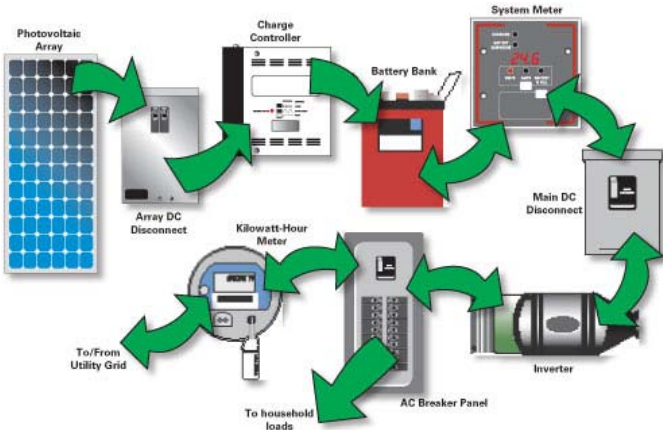 Photovoltaic
Array
Charge
Controller
System Meter
Battery Bank
24.6
Array DC
Disconnect
Main DC
Disconnect
Kilowatt-Hour
Meter
To/From
Utility Grid
Inverter
AC Breaker Panel
To household
loads